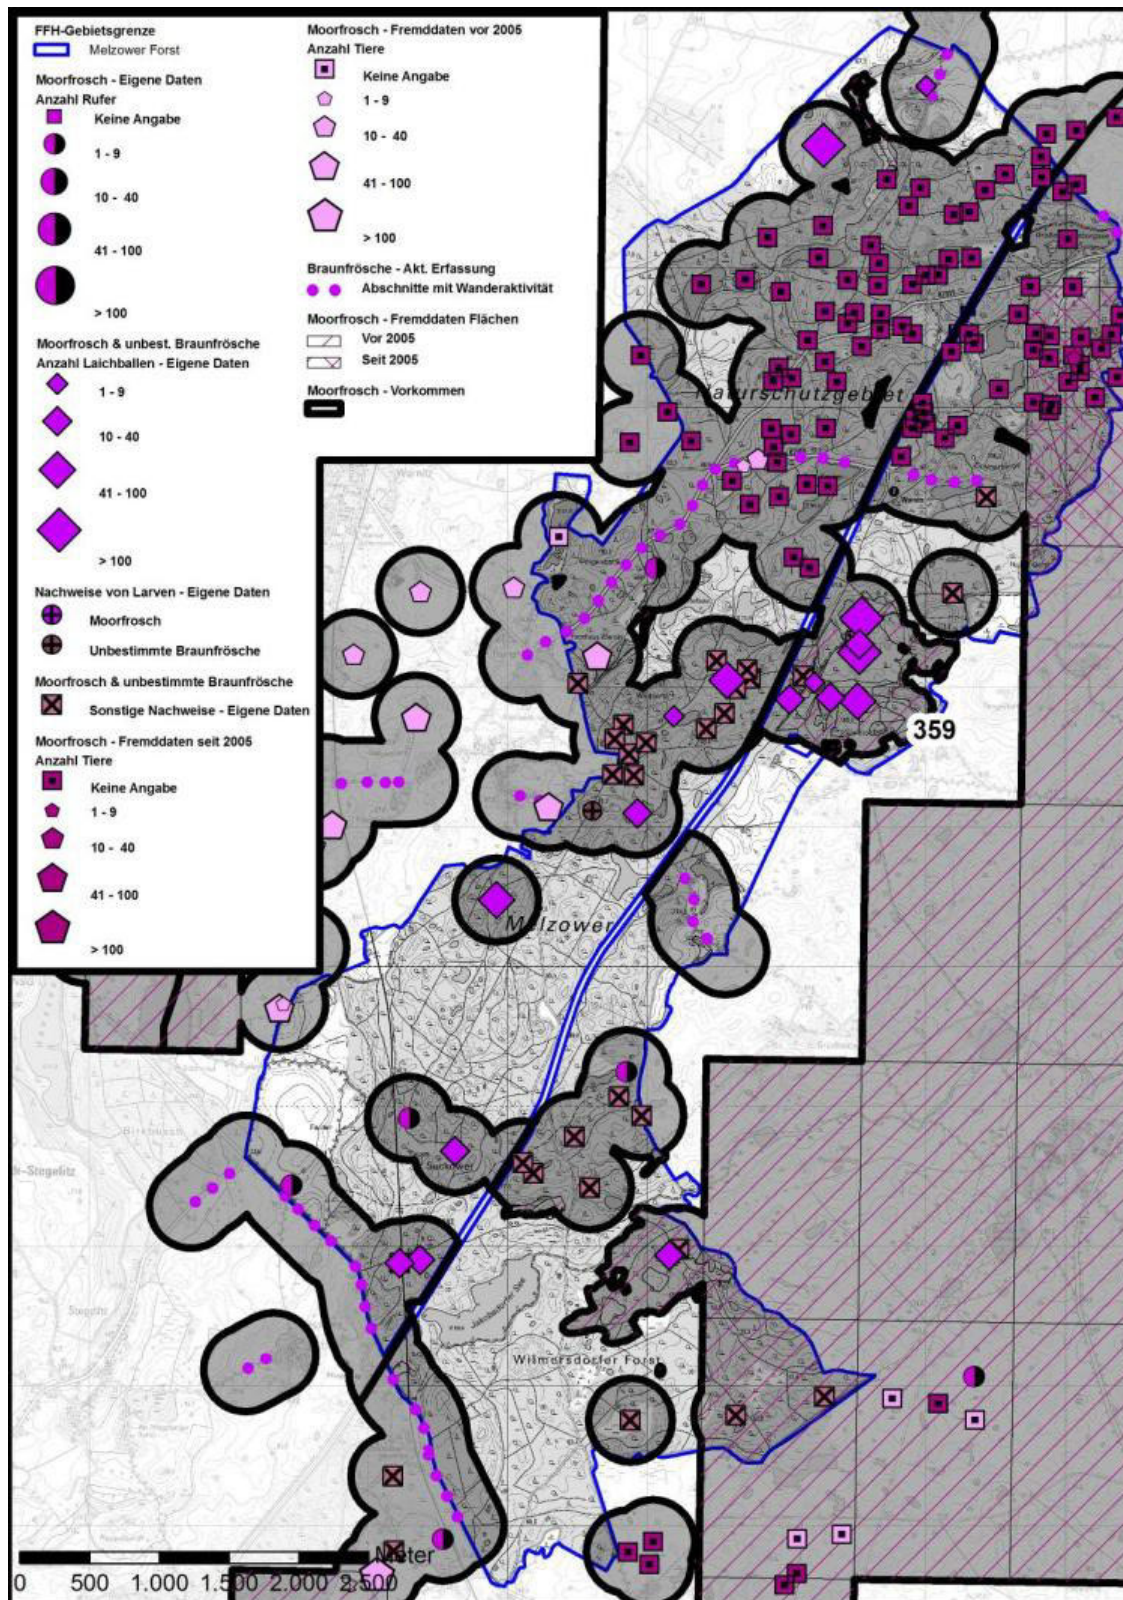 FFH-Gebietsgrenze
Melzower Forst
Moorfrosch - Eigene Daten
Anzahl Rufer
Keine Angabe
1 - 9
10 - 40
41 - 100
> 100
Moorfrosch & unbest. Braunfrösche
Anzahl Laichballen - Eigene Daten
1 - 9
10 - 40
41 - 100
> 100
Nachweise von Larven - Eigene Daten
Moorfrosch
Unbestimmte Braunfrösche
Moorfrosch & unbestimmte Braunfrösche
Sonstige Nachweise - Eigene Daten
Moorfrosch - Fremddaten seit 2005
Anzahl Tiere
Keine Angabe
1 - 9
10 - 40
41 - 100
> 100
Moorfrosch - Fremddaten vor 2005
Anzahl Tiere
Keine Angabe
1 - 9
10 - 40
41 - 100
> 100
Braunfrösche - Akt. Erfassung
Abschnitte mit Wanderaktivität
Moorfrosch - Fremddaten Flächen
Vor 2005
Seit 2005
Moorfrosch - Vorkommen
Naturschutzgebiet
Warnitz
359
Melzower
Suckower
Stegelitz
Wilmersdorfer Forst
Meter
0 500 1.000 1.500 2.000 2.500